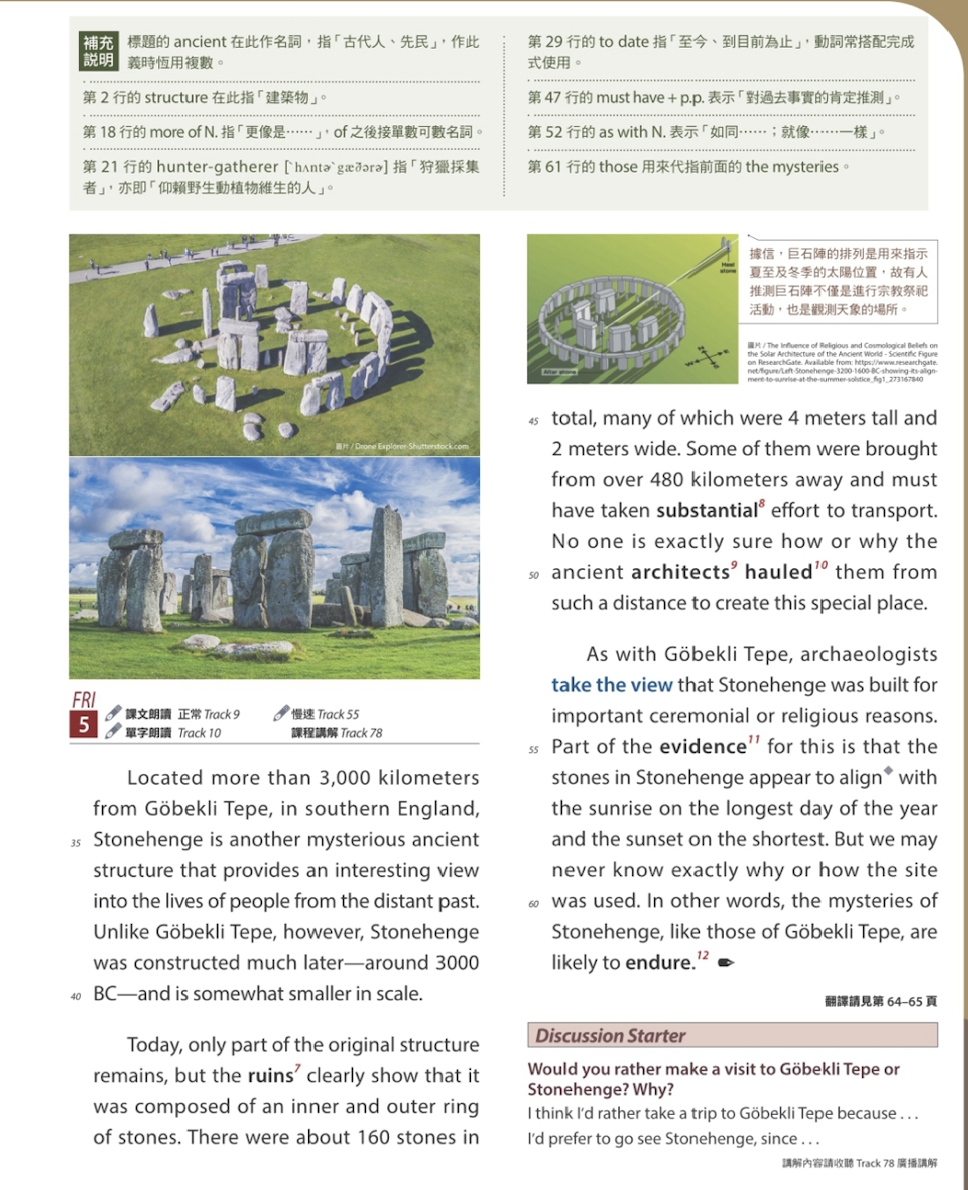 補充
說明
標題的 ancient 在此作名詞，指「古代人、先民」，作此
義時恆用複數。
第 2 行的 structure 在此指「建築物」。
第 18 行的 more of N. 指「更像是……」，of 之後接單數可數名詞。
第 21 行的 hunter-gatherer [ˋhʌntɚˋgæðərɚ] 指「狩獵採集
者」，亦即「仰賴野生動植物維生的人」。
第 29 行的 to date 指「至今、到目前為止」，動詞常搭配完成
式使用。
第 47 行的 must have + p.p. 表示「對過去事實的肯定推測」。
第 52 行的 as with N. 表示「如同……；就像……一樣」。
第 61 行的 those 用來代指前面的 the mysteries。
圖片 / Drone Explorer-Shutterstock.com
Heel
stone
Altar stone
N
E
S
W
據信，巨石陣的排列是用來指示
夏至及冬季的太陽位置，故有人
推測巨石陣不僅是進行宗教祭祀
活動，也是觀測天象的場所。
圖片 / The Influence of Religious and Cosmological Beliefs on
the Solar Architecture of the Ancient World - Scientific Figure
on ResearchGate. Available from: https://www.researchgate.
net/figure/Left-Stonehenge-3200-1600-BC-showing-its-align-
ment-to-sunrise-at-the-summer-solstice_fig1_273167840
FRI
5
課文朗讀 正常 Track 9
慢速 Track 55
單字朗讀 Track 10
課程講解 Track 78
Located more than 3,000 kilometers
from Göbekli Tepe, in southern England,
35 Stonehenge is another mysterious ancient
structure that provides an interesting view
into the lives of people from the distant past.
Unlike Göbekli Tepe, however, Stonehenge
was constructed much later—around 3000
40 BC—and is somewhat smaller in scale.
Today, only part of the original structure
remains, but the ruins7 clearly show that it
was composed of an inner and outer ring
of stones. There were about 160 stones in
45 total, many of which were 4 meters tall and
2 meters wide. Some of them were brought
from over 480 kilometers away and must
have taken substantial8 effort to transport.
No one is exactly sure how or why the
50 ancient architects9 hauled10 them from
such a distance to create this special place.
As with Göbekli Tepe, archaeologists
take the view that Stonehenge was built for
important ceremonial or religious reasons.
55 Part of the evidence11 for this is that the
stones in Stonehenge appear to align◆ with
the sunrise on the longest day of the year
and the sunset on the shortest. But we may
never know exactly why or how the site
60 was used. In other words, the mysteries of
Stonehenge, like those of Göbekli Tepe, are
likely to endure.12
翻譯請見第 64–65 頁
Discussion Starter
Would you rather make a visit to Göbekli Tepe or
Stonehenge? Why?
I think I'd rather take a trip to Göbekli Tepe because . . .
I'd prefer to go see Stonehenge, since . . .
講解內容請收聽 Track 78 廣播講解